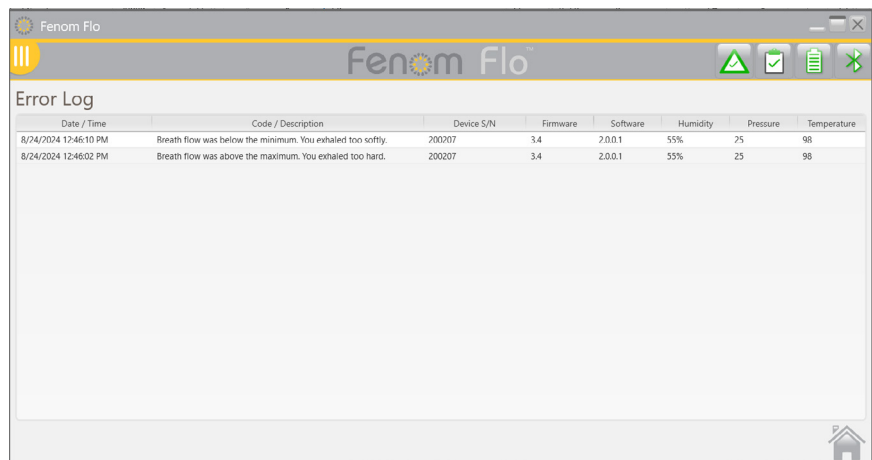 Fenom Flo
Fenom Flo™
Error Log
Date / Time Code / Description Device S/N Firmware Software Humidity Pressure Temperature
8/24/2024 12:46:10 PM Breath flow was below the minimum. You exhaled too softly. 200207 3.4 2.0.0.1 55% 25 98
8/24/2024 12:46:02 PM Breath flow was above the maximum. You exhaled too hard. 200207 3.4 2.0.0.1 55% 25 98